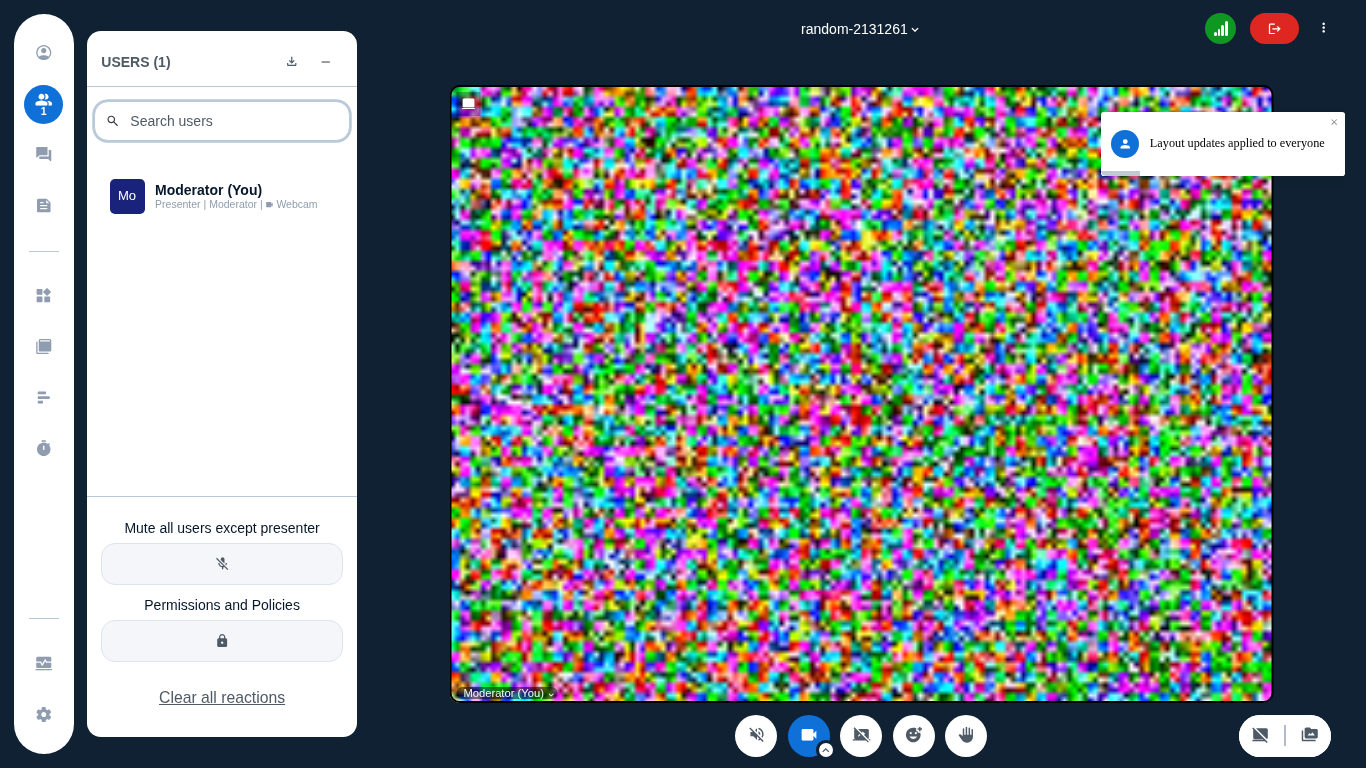 random-2131261
USERS (1)
1
Search users
Layout updates applied to everyone
Mo
Moderator (You)
Presenter | Moderator | Webcam
Mute all users except presenter
Permissions and Policies
Clear all reactions
Moderator (You)